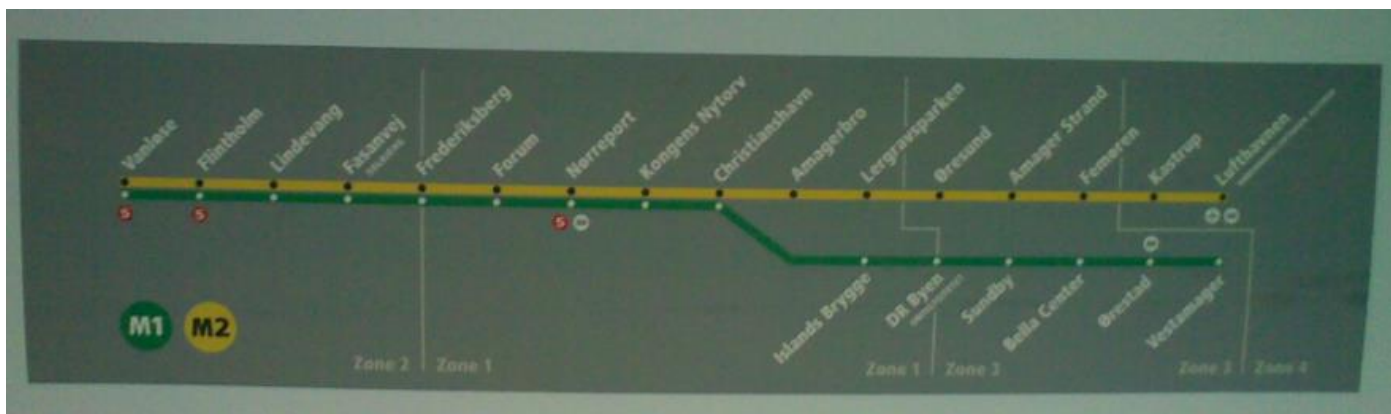 Vanløse
Flintholm
Lindevang
Fasanvej
Frederiksberg
Forum
Nørreport
Kongens Nytorv
Christianshavn
Amagerbro
Lergravsparken
Øresund
Amager Strand
Femøren
Kastrup
Lufthavnen
S
S
S
Islands Brygge
DR Byen
Sundby
Bella Center
Ørestad
Vestamager
M1
M2
Zone 2
Zone 1
Zone 1
Zone 3
Zone 3
Zone 4